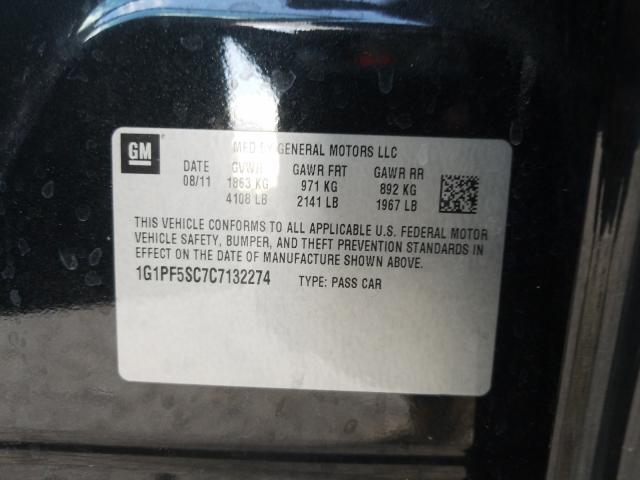 GM
MFD BY GENERAL MOTORS LLC
DATE GVWR GAWR FRT GAWR RR
08/11 1863 KG 971 KG 892 KG
4108 LB 2141 LB 1967 LB
THIS VEHICLE CONFORMS TO ALL APPLICABLE U.S. FEDERAL MOTOR
VEHICLE SAFETY, BUMPER, AND THEFT PREVENTION STANDARDS IN
EFFECT ON THE DATE OF MANUFACTURE SHOWN ABOVE.
1G1PF5SC7C7132274 TYPE: PASS CAR